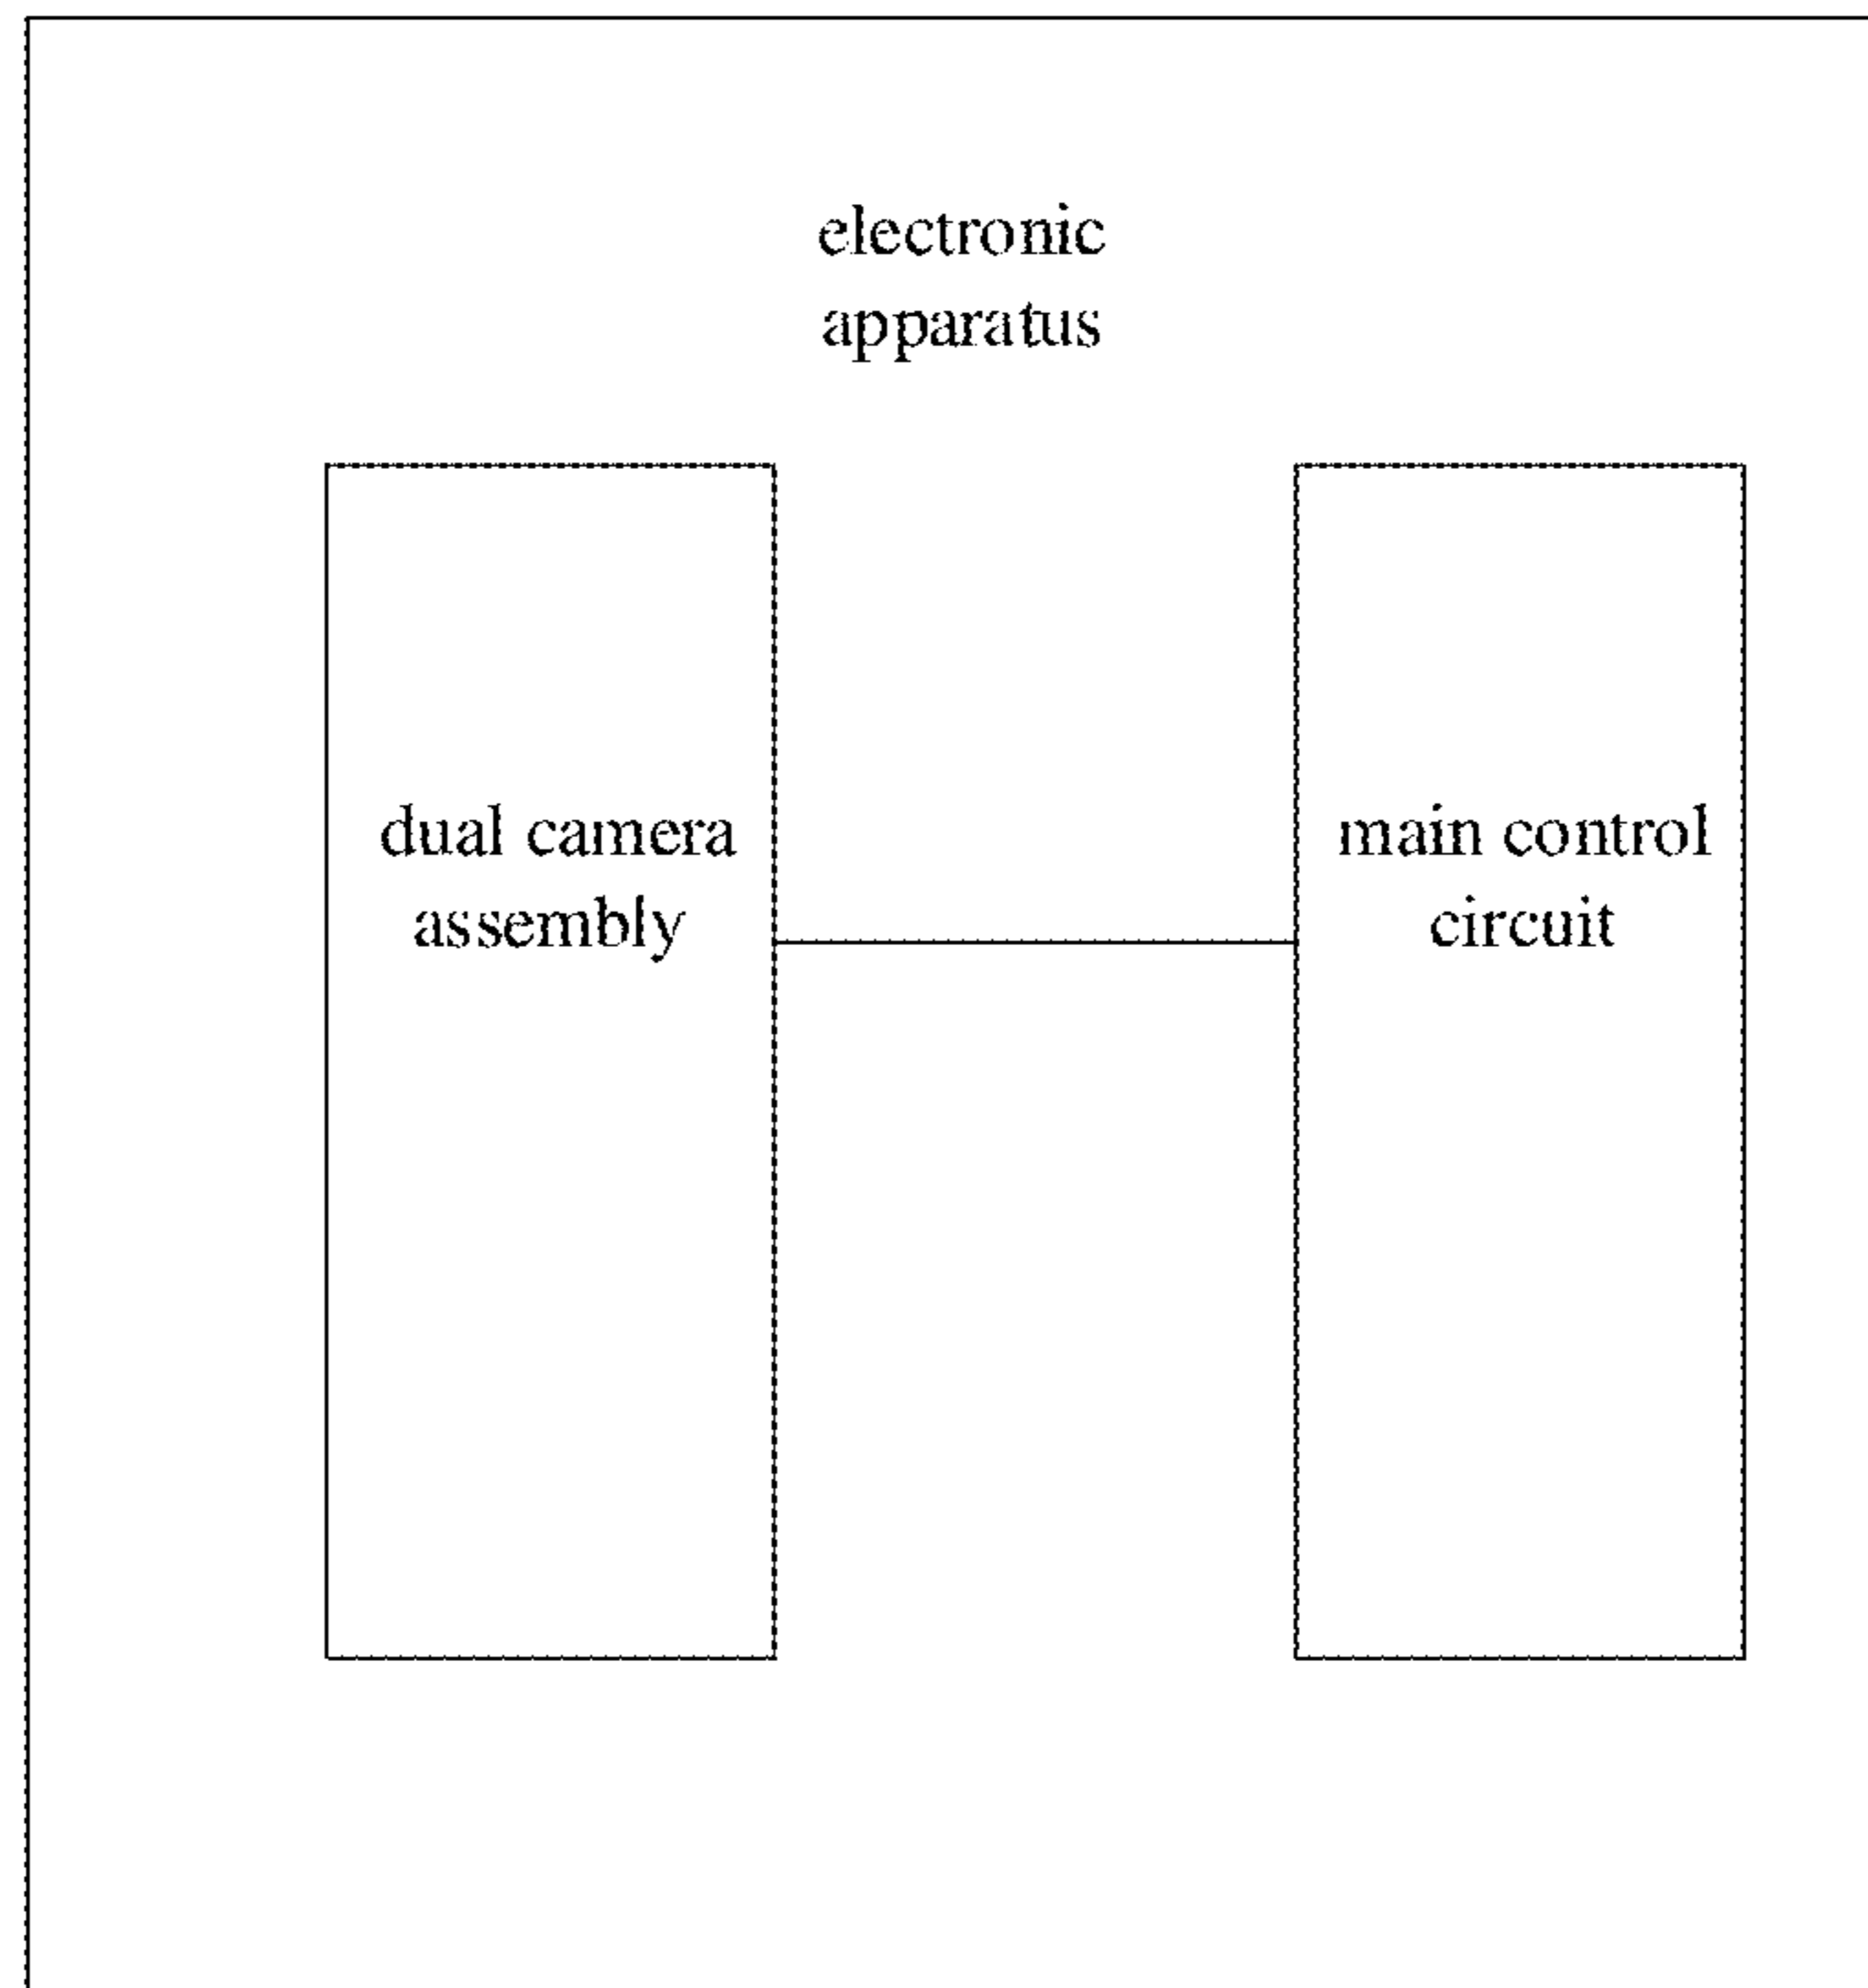 electronic
apparatus
dual camera
assembly
main control
circuit